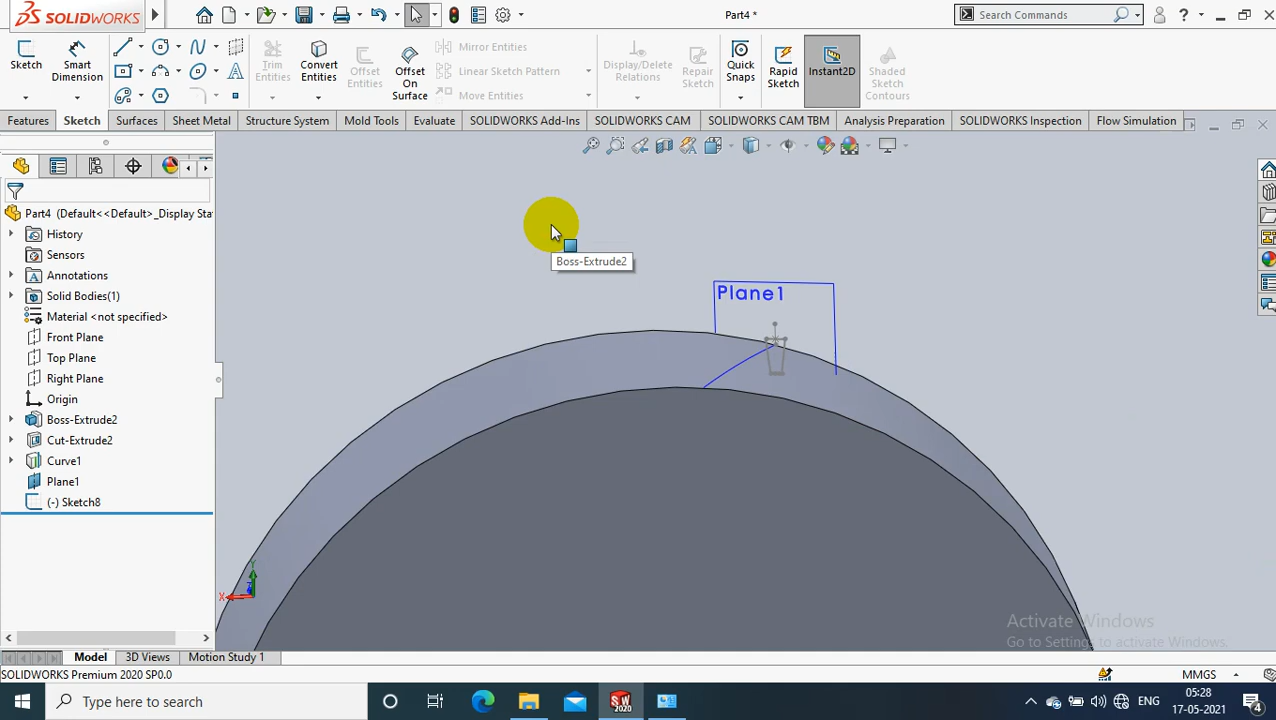 SOLIDWORKS
Part4 *
Search Commands
Sketch
Smart Dimension
Trim Entities
Convert Entities
Offset Entities
Offset On Surface
Mirror Entities
Linear Sketch Pattern
Move Entities
Display/Delete Relations
Repair Sketch
Quick Snaps
Rapid Sketch
Instant2D
Shaded Sketch Contours
Features
Sketch
Surfaces
Sheet Metal
Structure System
Mold Tools
Evaluate
SOLIDWORKS Add-Ins
SOLIDWORKS CAM
SOLIDWORKS CAM TBM
Analysis Preparation
SOLIDWORKS Inspection
Flow Simulation
Part4 (Default<<Default>_Display Sta
History
Sensors
Annotations
Solid Bodies(1)
Material <not specified>
Front Plane
Top Plane
Right Plane
Origin
Boss-Extrude2
Cut-Extrude2
Curve1
Plane1
(-) Sketch8
Boss-Extrude2
Plane1
Y
X
Activate Windows
Go to Settings to activate Windows.
Model
3D Views
Motion Study 1
SOLIDWORKS Premium 2020 SP0.0
MMGS
Type here to search
SW
2020
ENG
05:28
17-05-2021
4